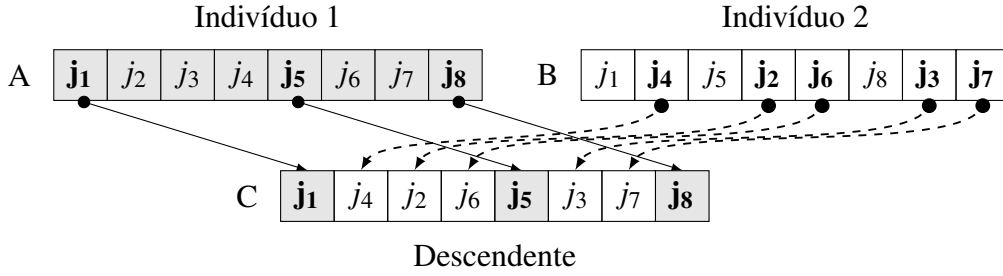 Indivíduo 1 Indivíduo 2
A j1 j2 j3 j4 j5 j6 j7 j8 B j1 j4 j5 j2 j6 j8 j3 j7
C j1 j4 j2 j6 j5 j3 j7 j8
Descendente